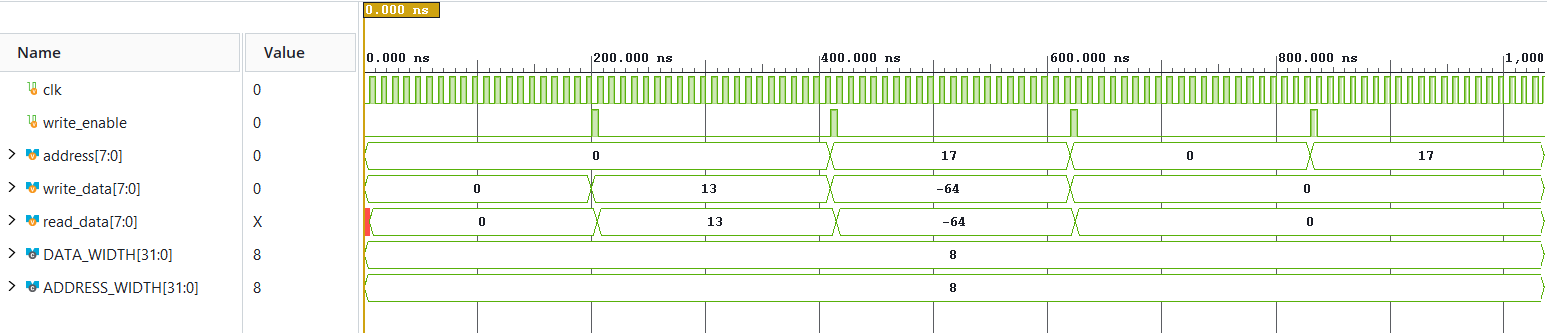 0.000 ns
Name Value
0.000 ns 200.000 ns 400.000 ns 600.000 ns 800.000 ns 1,000
clk 0
write_enable 0
address[7:0] 0 0 17 0 17
write_data[7:0] 0 0 13 -64 0
read_data[7:0] X 0 13 -64 0
DATA_WIDTH[31:0] 8 8
ADDRESS_WIDTH[31:0] 8 8